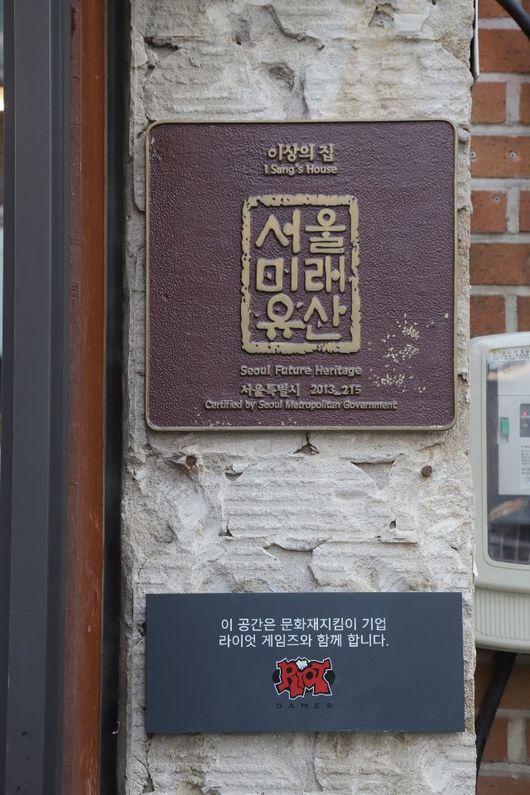 이상의 집
I Sang's House
서울
미래
유산
Seoul Future Heritage
서울특별시 2013_215
Certified by Seoul Metropolitan Government
이 공간은 문화재지킴이 기업
라이엇 게임즈와 함께 합니다.
RIOT
GAMES